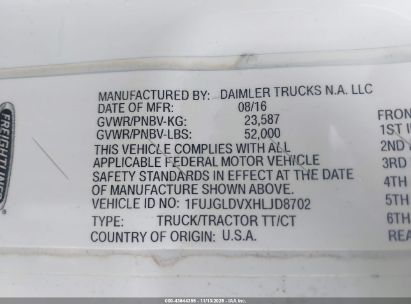 MANUFACTURED BY: DAIMLER TRUCKS N.A. LLC
DATE OF MFR: 08/16
GVWR/PNBV-KG: 23,587
GVWR/PNBV-LBS: 52,000
THIS VEHICLE COMPLIES WITH ALL
APPLICABLE FEDERAL MOTOR VEHICLE
SAFETY STANDARDS IN EFFECT AT THE DATE
OF MANUFACTURE SHOWN ABOVE.
VEHICLE ID NO: 1FUJGLDVXHLJD8702
TYPE: TRUCK/TRACTOR TT/CT
COUNTRY OF ORIGIN: U.S.A.
FREIGHTLINER
FRON
1ST I
2ND
3RD
4TH
5TH
6TH
REA